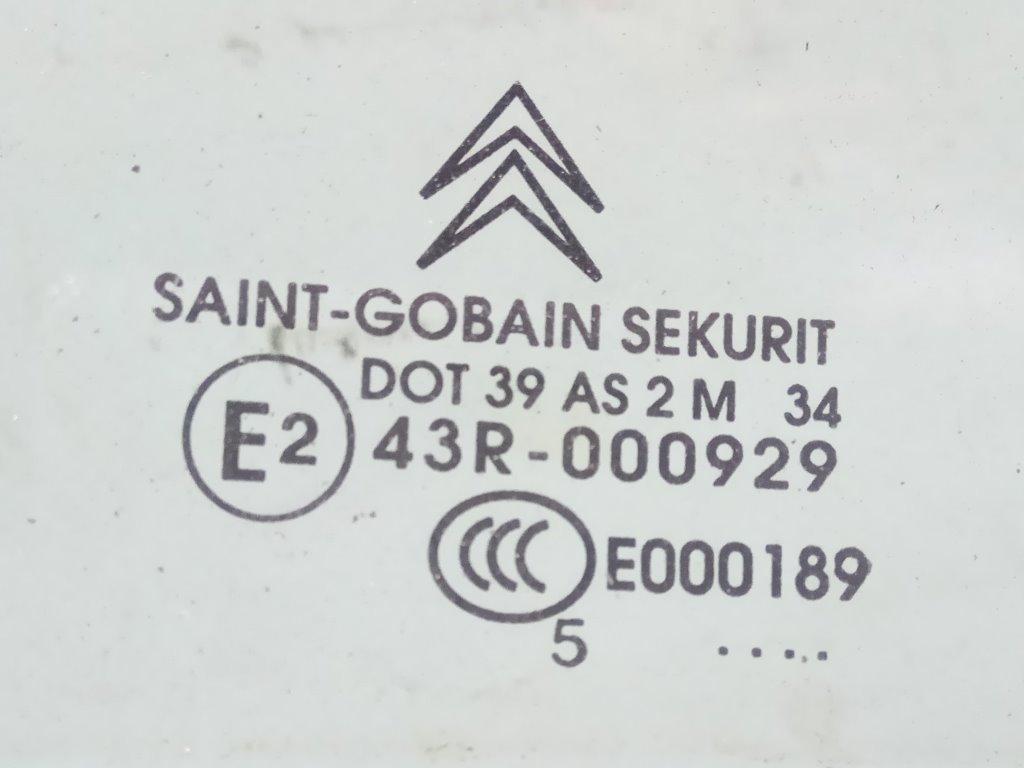 SAINT-GOBAIN SEKURIT
DOT 39 AS 2 M 34
E2 43R-000929
CCC E000189
5 ....